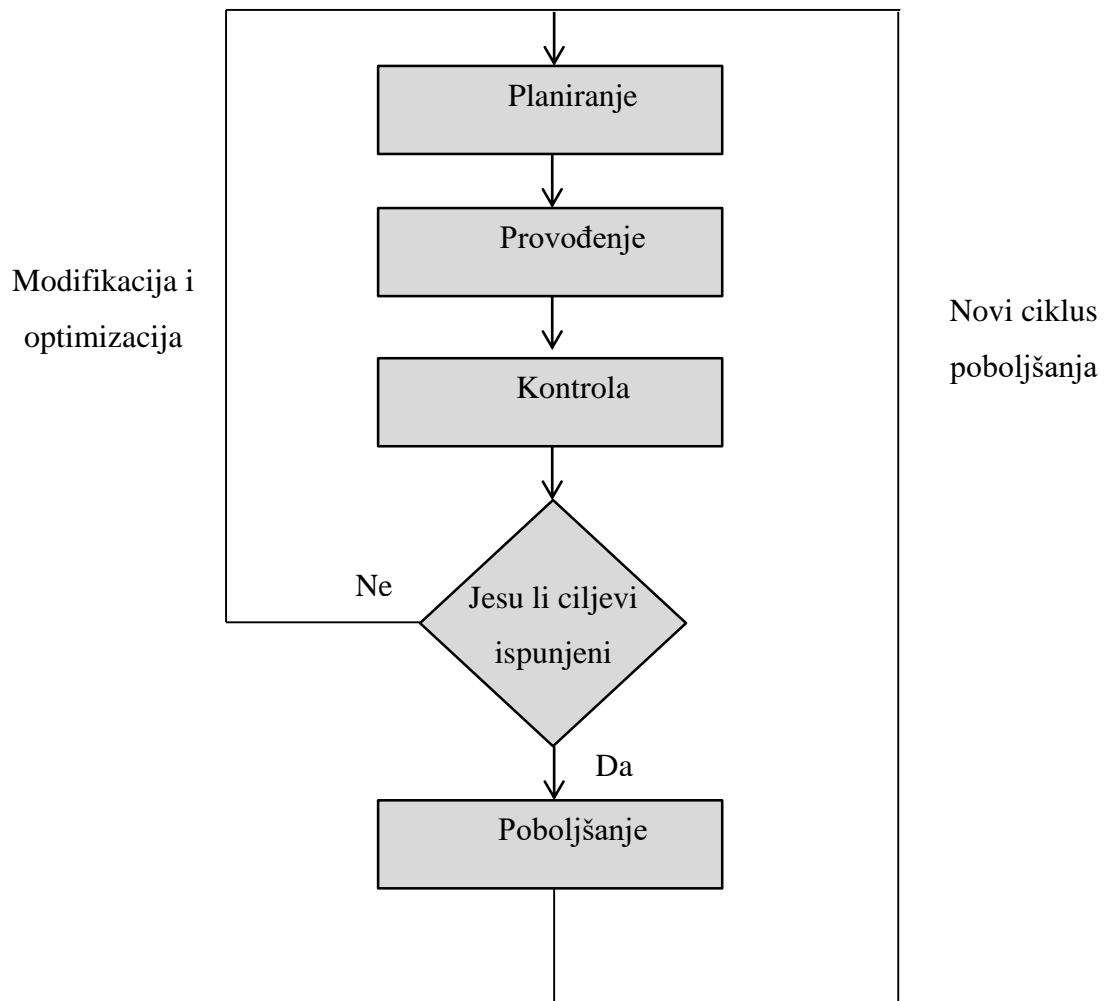 Planiranje
Provođenje
Modifikacija i
optimizacija
Novi ciklus
poboljšanja
Kontrola
Ne
Jesu li ciljevi
ispunjeni
Da
Poboljšanje